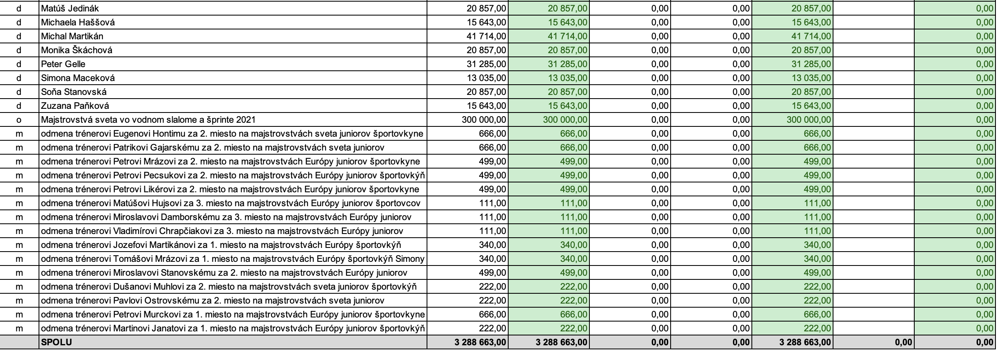 d Matúš Jedinák 20 857,00 20 857,00 0,00 0,00 20 857,00 0,00
d Michaela Haššová 15 643,00 15 643,00 0,00 0,00 15 643,00 0,00
d Michal Martikán 41 714,00 41 714,00 0,00 0,00 41 714,00 0,00
d Monika Škáchová 20 857,00 20 857,00 0,00 0,00 20 857,00 0,00
d Peter Gelle 31 285,00 31 285,00 0,00 0,00 31 285,00 0,00
d Simona Maceková 13 035,00 13 035,00 0,00 0,00 13 035,00 0,00
d Soňa Stanovská 20 857,00 20 857,00 0,00 0,00 20 857,00 0,00
d Zuzana Paňková 15 643,00 15 643,00 0,00 0,00 15 643,00 0,00
o Majstrovstvá sveta vo vodnom slalome a šprinte 2021 300 000,00 300 000,00 0,00 0,00 300 000,00 0,00
m odmena trénerovi Eugenovi Hontimu za 2. miesto na majstrovstvách sveta juniorov športovkyne 666,00 666,00 0,00 0,00 666,00 0,00
m odmena trénerovi Patrikovi Gajarskému za 2. miesto na majstrovstvách sveta juniorov 666,00 666,00 0,00 0,00 666,00 0,00
m odmena trénerovi Petrovi Mrázovi za 2. miesto na majstrovstvách Európy juniorov športovkyne 499,00 499,00 0,00 0,00 499,00 0,00
m odmena trénerovi Petrovi Pecsukovi za 2. miesto na majstrovstvách Európy juniorov športovkýň 499,00 499,00 0,00 0,00 499,00 0,00
m odmena trénerovi Petrovi Likérovi za 2. miesto na majstrovstvách Európy juniorov športovkyne 499,00 499,00 0,00 0,00 499,00 0,00
m odmena trénerovi Matúšovi Hujsovi za 3. miesto na majstrovstvách Európy juniorov športovcov 111,00 111,00 0,00 0,00 111,00 0,00
m odmena trénerovi Miroslavovi Damborskému za 3. miesto na majstrovstvách Európy juniorov 111,00 111,00 0,00 0,00 111,00 0,00
m odmena trénerovi Vladimírovi Chrapčiakovi za 3. miesto na majstrovstvách Európy juniorov 111,00 111,00 0,00 0,00 111,00 0,00
m odmena trénerovi Jozefovi Martikánovi za 1. miesto na majstrovstvách Európy športovkýň 340,00 340,00 0,00 0,00 340,00 0,00
m odmena trénerovi Tomášovi Mrázovi za 1. miesto na majstrovstvách Európy športovkýň Simony 340,00 340,00 0,00 0,00 340,00 0,00
m odmena trénerovi Miroslavovi Stanovskému za 2. miesto na majstrovstvách Európy juniorov 499,00 499,00 0,00 0,00 499,00 0,00
m odmena trénerovi Dušanovi Muhlovi za 2. miesto na majstrovstvách sveta juniorov športovkýň 222,00 222,00 0,00 0,00 222,00 0,00
m odmena trénerovi Pavlovi Ostrovskému za 2. miesto na majstrovstvách sveta juniorov 222,00 222,00 0,00 0,00 222,00 0,00
m odmena trénerovi Petrovi Murckovi za 1. miesto na majstrovstvách Európy juniorov športovkyne 666,00 666,00 0,00 0,00 666,00 0,00
m odmena trénerovi Martinovi Janatovi za 1. miesto na majstrovstvách Európy juniorov športovkýň 222,00 222,00 0,00 0,00 222,00 0,00
SPOLU 3 288 663,00 3 288 663,00 0,00 0,00 3 288 663,00 0,00 0,00